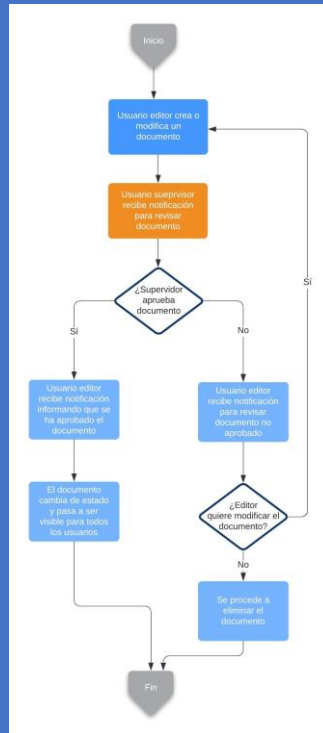 Inicio
Usuario editor crea o
modifica un
documento
Usuario sueprvisor
recibe notificación
para revisar
documento
¿Supervidor
aprueba
documento
Sí
No
Sí
Usuario editor
recibe notificación
informando que se
ha aprobado el
documento
Usuario editor
recibe notificación
para revisar
documento no
aprobado
El documento
cambia de estado
y pasa a ser
visible para todos
los usuarios
¿Editor
quiere modificar el
documento?
No
Se procede a
eliminar el
documento
Fin